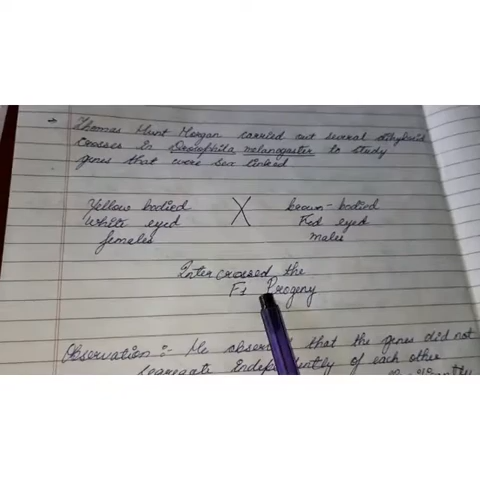 → Thomas Hunt Morgan carried out several dihybrid
crosses in Drosophila melanogaster to study
genes that were sex linked
Yellow bodied X brown-bodied
White eyed Red eyed
females males
Intercrossed the
F1 Progeny
Observation :- He observed that the genes did not
segregate independently of each other